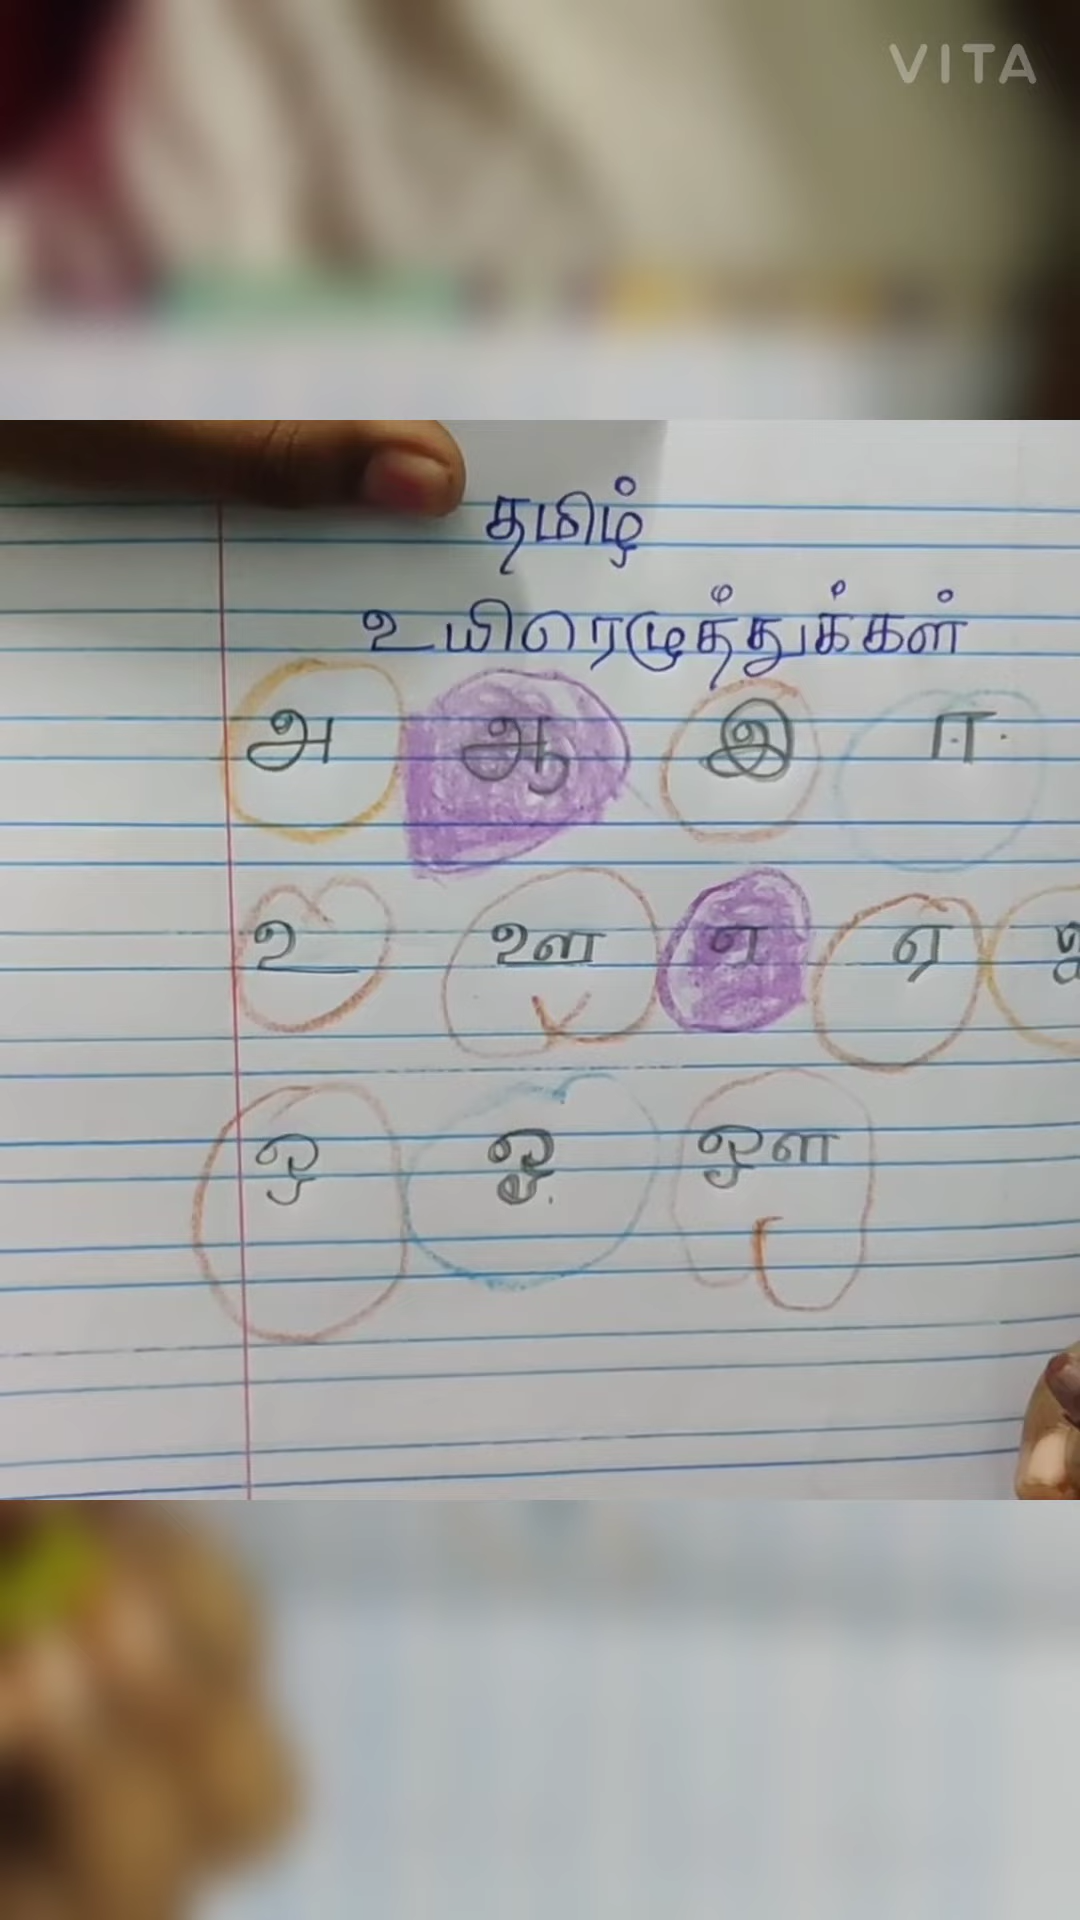 VITA
தமிழ்
உயிரெழுத்துக்கள்
அ ஆ இ ஈ
உ ஊ எ ஏ ஐ
ஒ ஓ ஔ